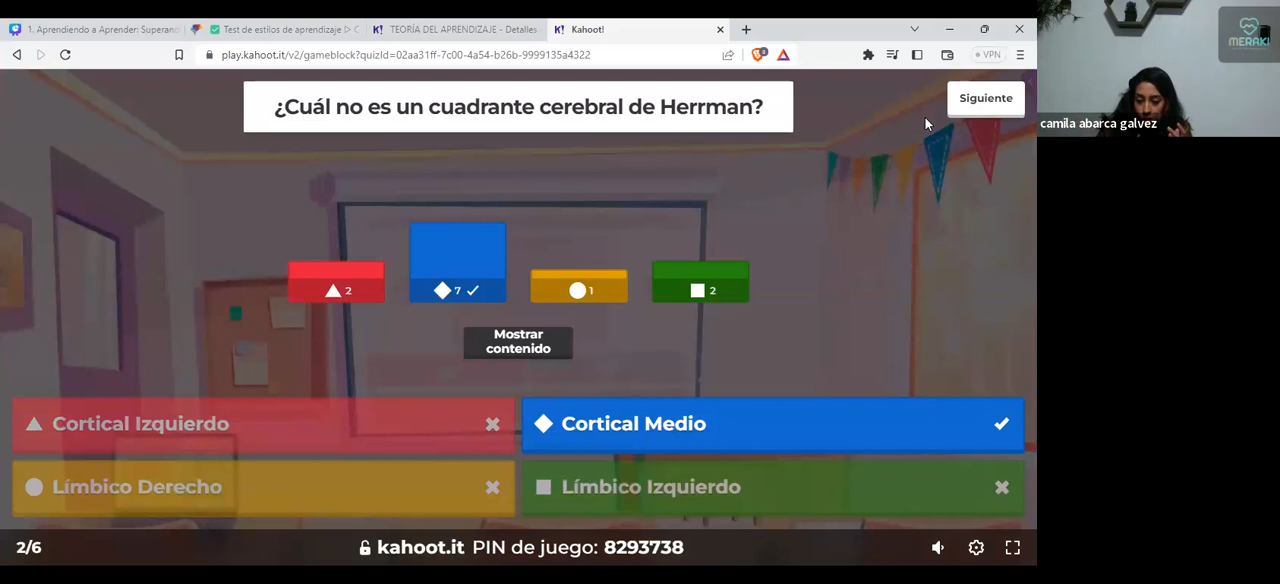 1. Aprendiendo a Aprender: Superand
Test de estilos de aprendizaje ▷ C
K! TEORÍA DEL APRENDIZAJE - Detalles
K! Kahoot!
play.kahoot.it/v2/gameblock?quizId=02aa31ff-7c00-4a54-b26b-9999135a4322
VPN
MERAKI
¿Cuál no es un cuadrante cerebral de Herrman?
Siguiente
camila abarca galvez
2
7
1
2
Mostrar
contenido
Cortical Izquierdo
Cortical Medio
Límbico Derecho
Límbico Izquierdo
2/6
kahoot.it PIN de juego: 8293738